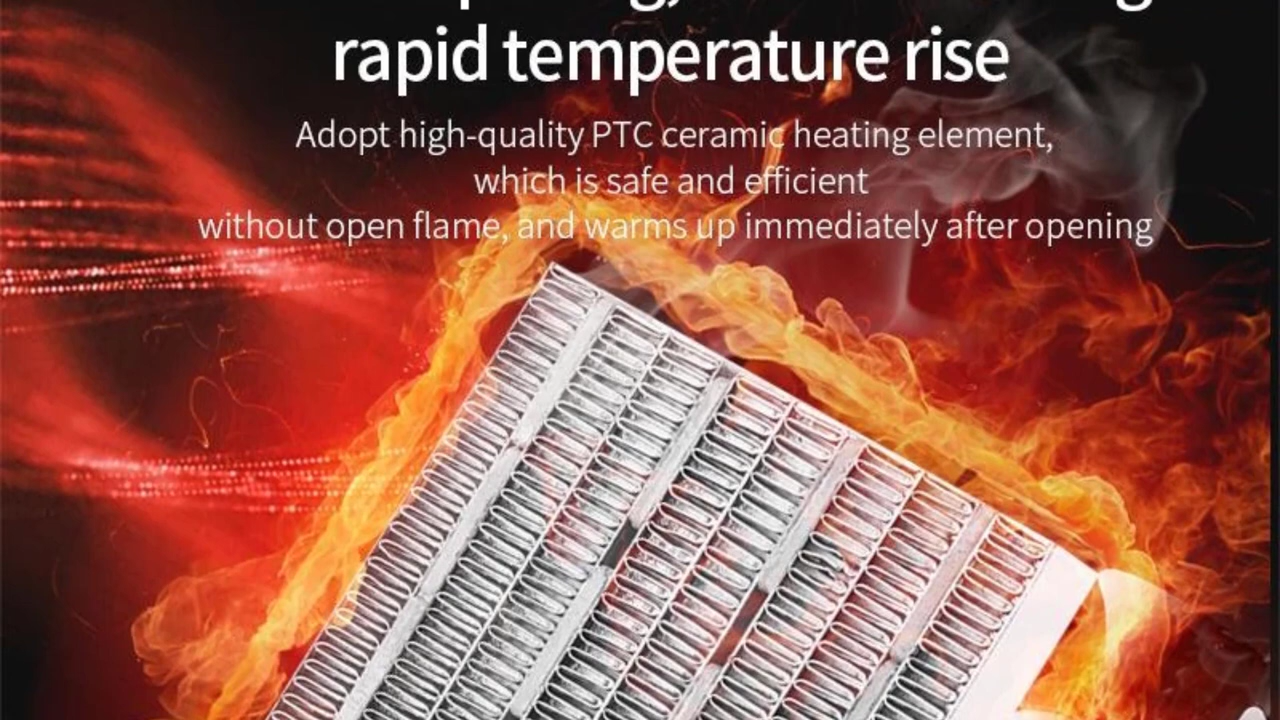 rapid temperature rise
Adopt high-quality PTC ceramic heating element,
which is safe and efficient
without open flame, and warms up immediately after opening